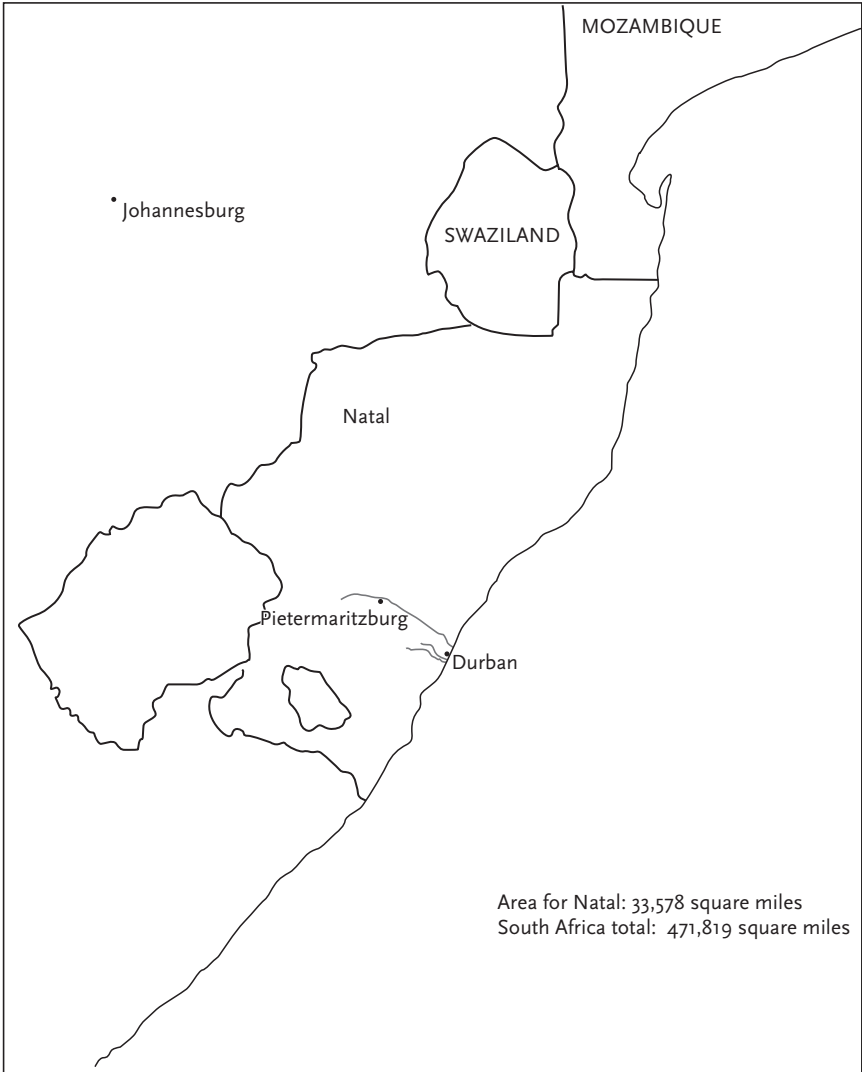 MOZAMBIQUE
Johannesburg
SWAZILAND
Natal
Pietermaritzburg
Durban
Area for Natal: 33,578 square miles
South Africa total: 471,819 square miles